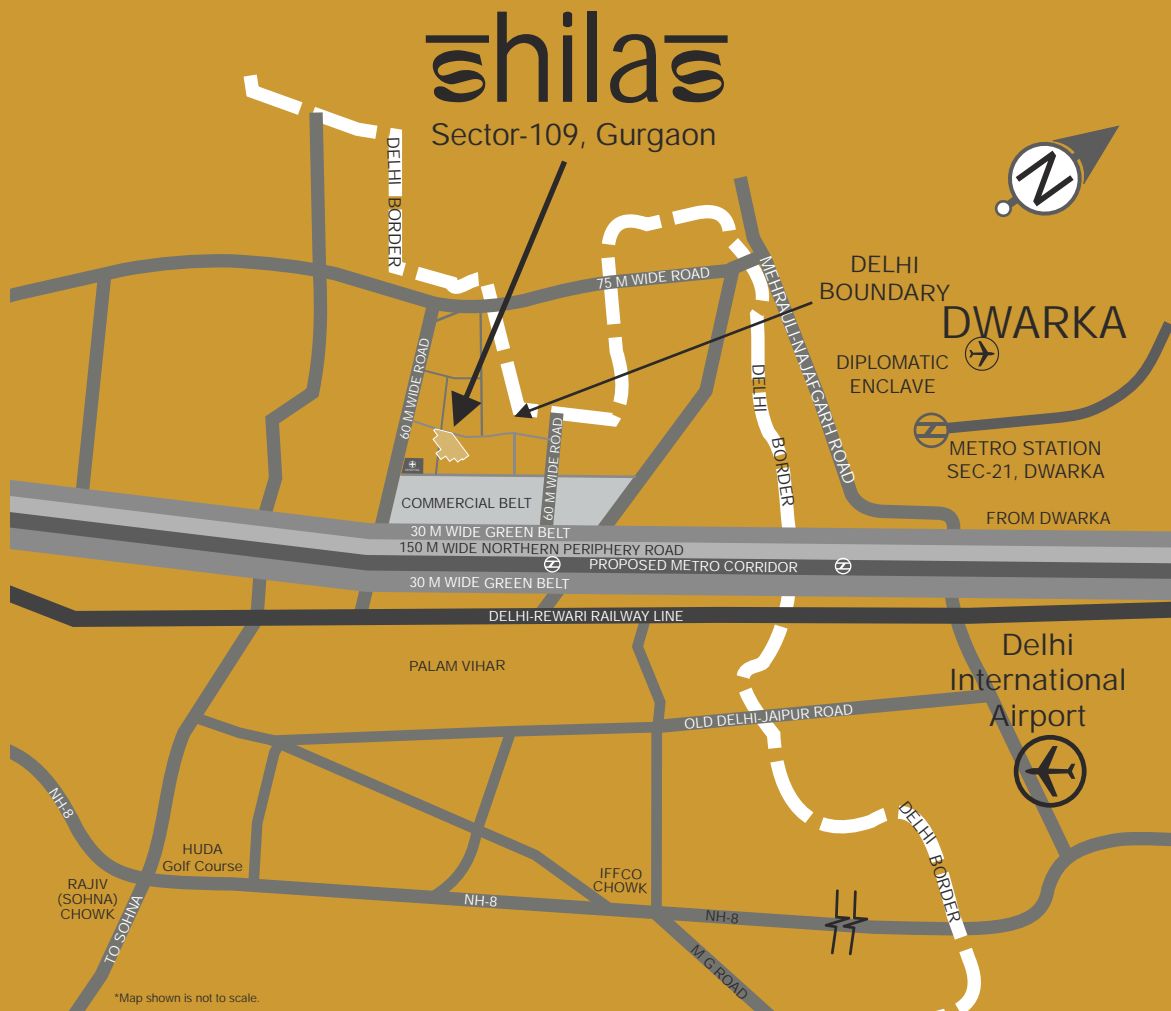 shilas
Sector-109, Gurgaon
N
DELHI BORDER
75 M WIDE ROAD
MEHRAULI-NAJAFGARH ROAD
DELHI
BOUNDARY
DWARKA
DIPLOMATIC
ENCLAVE
60 M WIDE ROAD
DELHI BORDER
METRO STATION
SEC-21, DWARKA
60 M WIDE ROAD
COMMERCIAL BELT
FROM DWARKA
30 M WIDE GREEN BELT
150 M WIDE NORTHERN PERIPHERY ROAD
PROPOSED METRO CORRIDOR
30 M WIDE GREEN BELT
DELHI-REWARI RAILWAY LINE
PALAM VIHAR
Delhi
International
Airport
OLD DELHI-JAIPUR ROAD
NH-8
HUDA
Golf Course
RAJIV
(SOHNA)
CHOWK
TO SOHNA
IFFCO
CHOWK
NH-8
NH-8
DELHI BORDER
M G ROAD
*Map shown is not to scale.